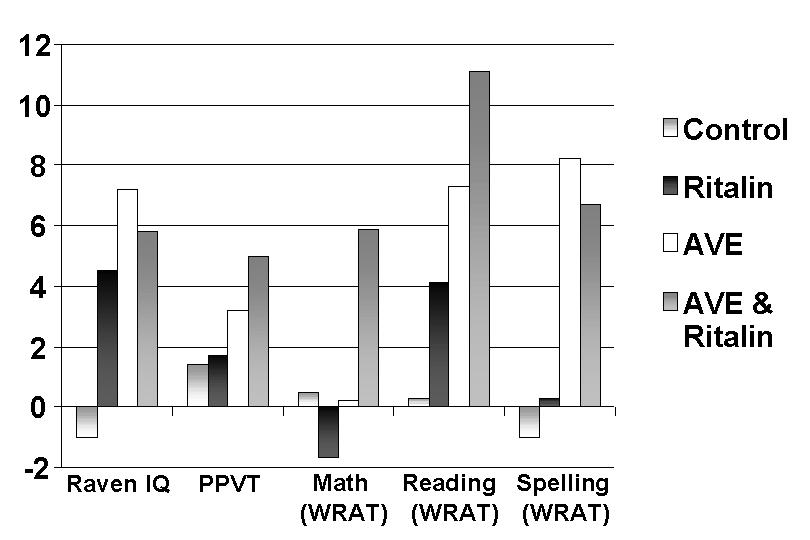 12
10
8
6
4
2
0
-2
Raven IQ
PPVT
Math
(WRAT)
Reading
(WRAT)
Spelling
(WRAT)
Control
Ritalin
AVE
AVE &
Ritalin